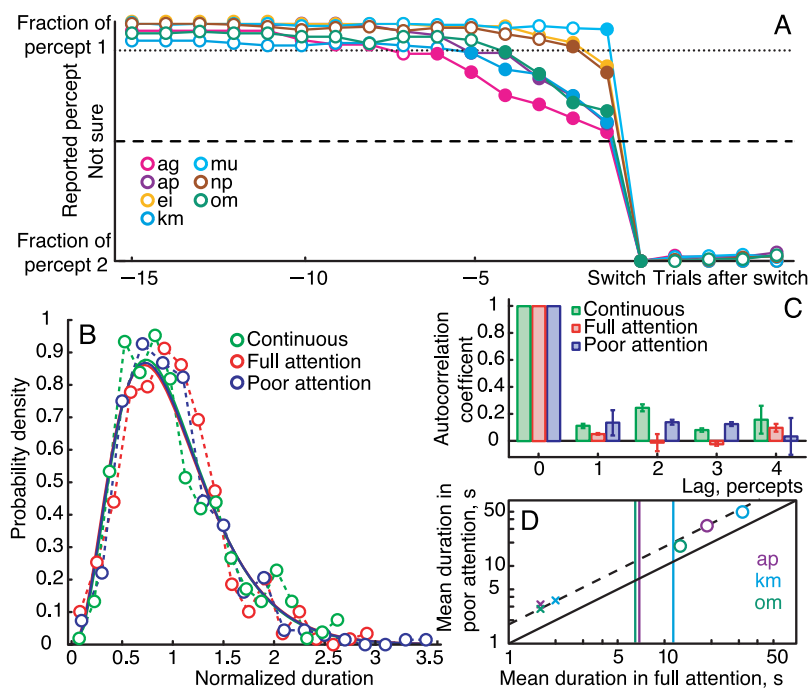 Fraction of
percept 1
A
Reported percept
Not sure
ag
ap
ei
km
mu
np
om
Fraction of
percept 2
−15
−10
−5
Switch Trials after switch
B
Continuous
Full attention
Poor attention
Probability density
1
0.9
0.8
0.7
0.6
0.5
0.4
0.3
0.2
0.1
0
0
0.5
1
1.5
2
2.5
3
3.5
Normalized duration
C
Continuous
Full attention
Poor attention
Autocorrelation
coefficent
1
0.8
0.6
0.4
0.2
0
0
1
2
3
4
Lag, percepts
D
Mean duration in
poor attention, s
50
10
5
1
ap
km
om
1
5
10
50
Mean duration in full attention, s